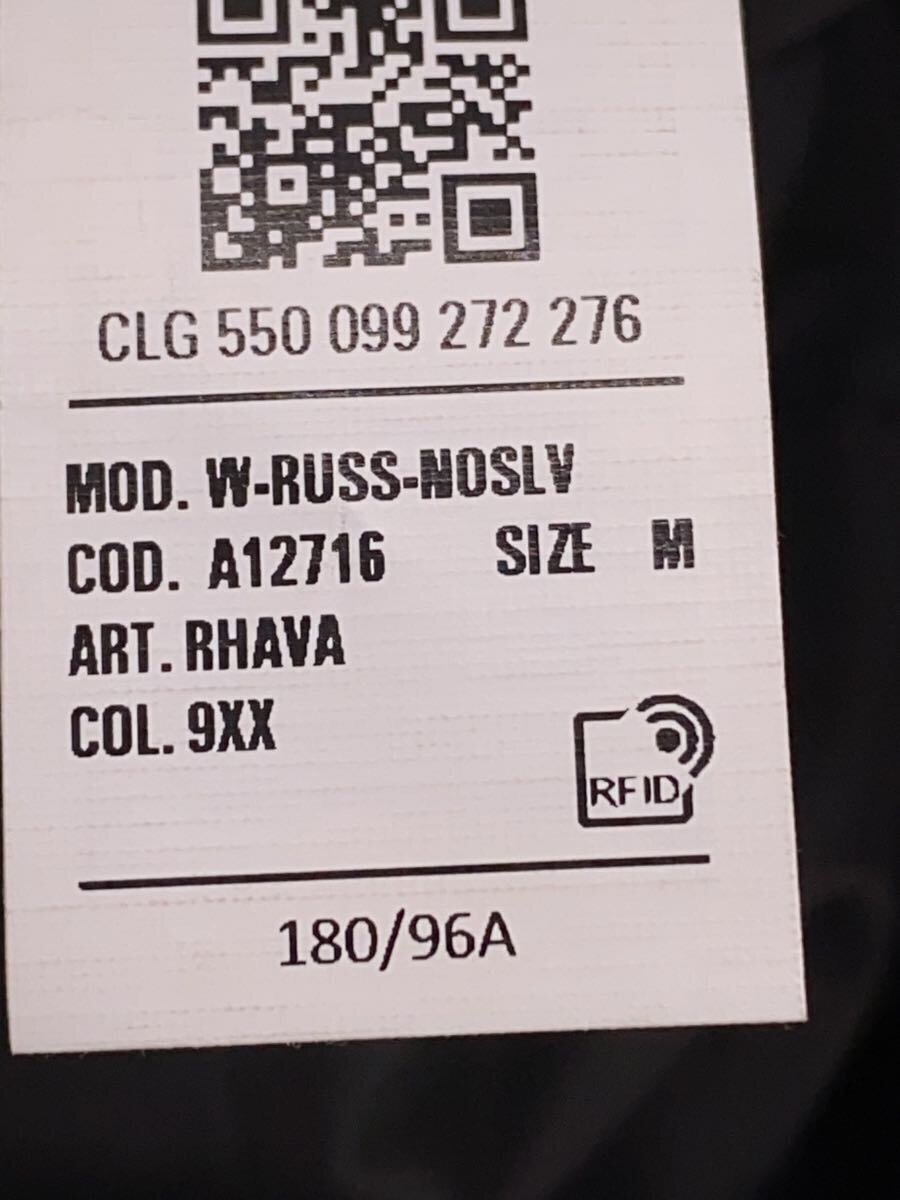 CLG 550 099 272 276
MOD. W-RUSS-NOSLV
COD. A12716 SIZE M
ART. RHAVA
COL. 9XX
RFID
180/96A